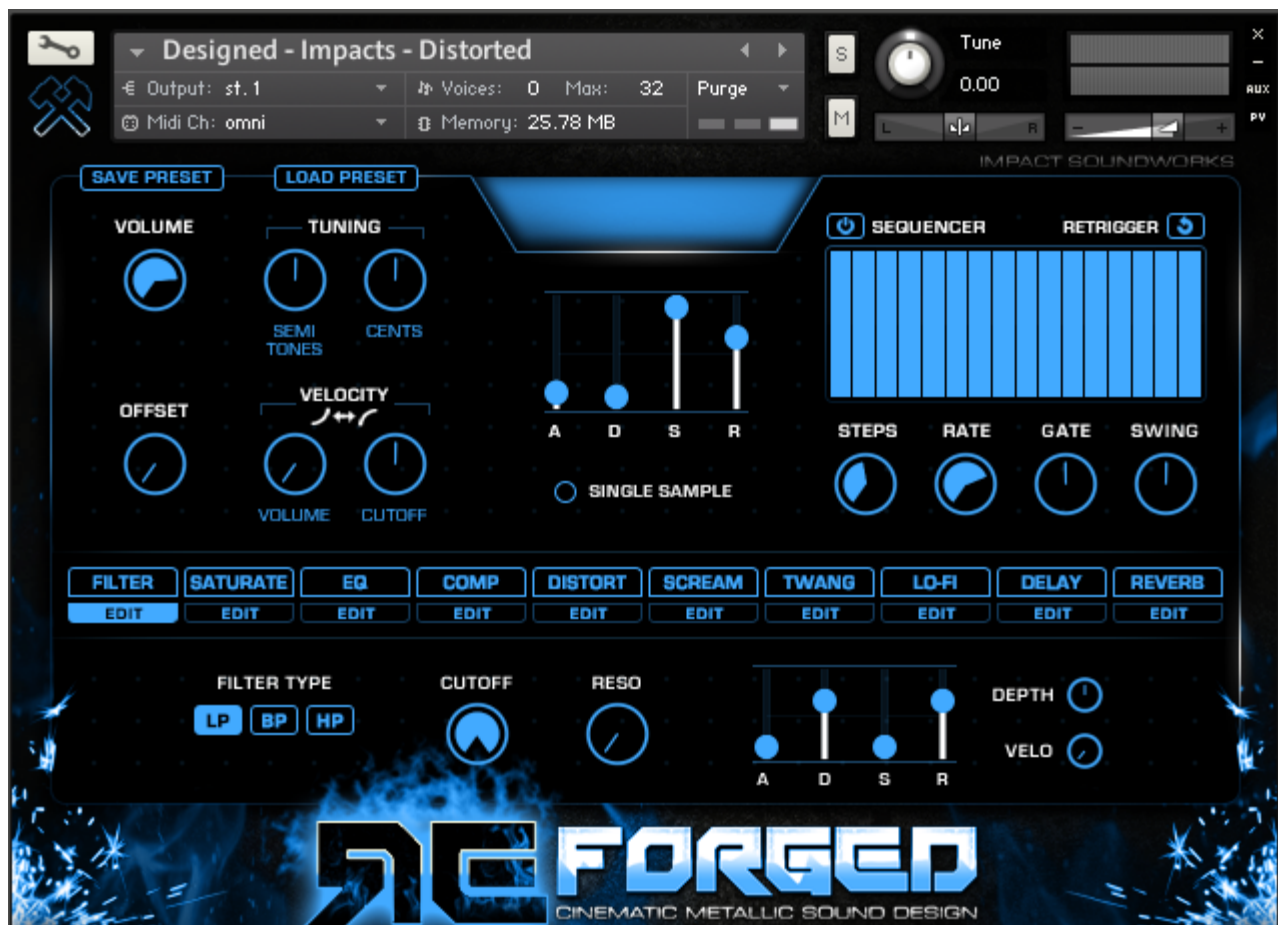 Designed - Impacts - Distorted
S
Tune
0.00
X
–
AUX
PV
Output: st. 1
Voices: 0 Max: 32
Purge
Midi Ch: omni
Memory: 25.78 MB
M
L R
- +
IMPACT SOUNDWORKS
SAVE PRESET
LOAD PRESET
VOLUME
TUNING
SEMI TONES
CENTS
OFFSET
VELOCITY
VOLUME
CUTOFF
A D S R
SINGLE SAMPLE
SEQUENCER
RETRIGGER
STEPS RATE GATE SWING
FILTER SATURATE EQ COMP DISTORT SCREAM TWANG LO-FI DELAY REVERB
EDIT EDIT EDIT EDIT EDIT EDIT EDIT EDIT EDIT EDIT
FILTER TYPE
LP BP HP
CUTOFF
RESO
A D S R
DEPTH
VELO
FORGED
CINEMATIC METALLIC SOUND DESIGN